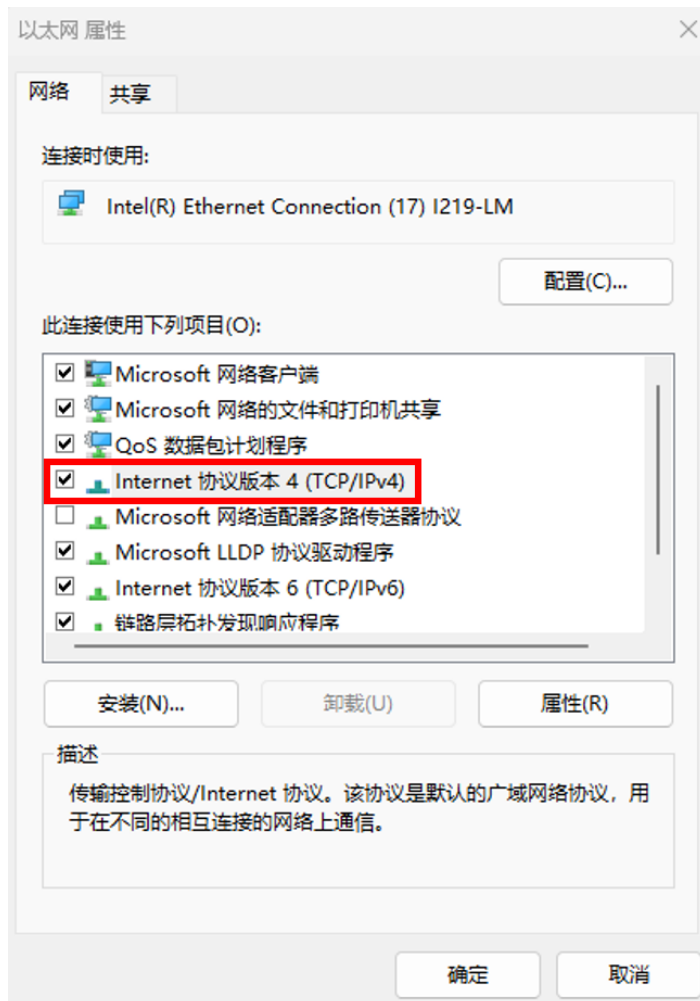 以太网 属性
网络
共享
连接时使用:
Intel(R) Ethernet Connection (17) I219-LM
配置(C)...
此连接使用下列项目(O):
Microsoft 网络客户端
Microsoft 网络的文件和打印机共享
QoS 数据包计划程序
Internet 协议版本 4 (TCP/IPv4)
Microsoft 网络适配器多路传送器协议
Microsoft LLDP 协议驱动程序
Internet 协议版本 6 (TCP/IPv6)
链路层拓扑发现响应程序
安装(N)...
卸载(U)
属性(R)
描述
传输控制协议/Internet 协议。该协议是默认的广域网络协议，用
于在不同的相互连接的网络上通信。
确定
取消